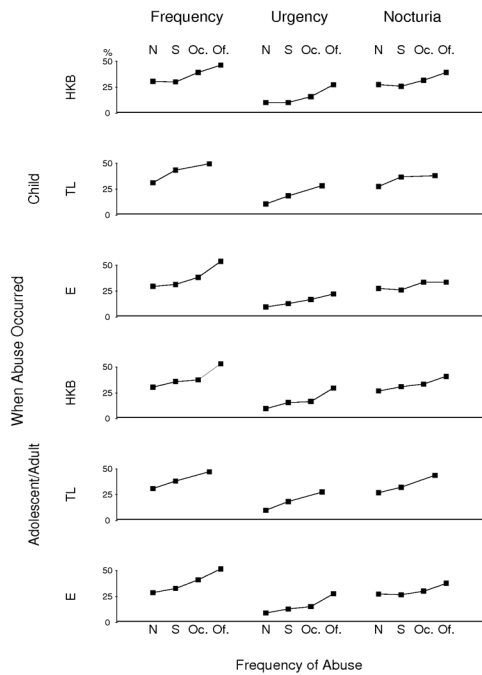 Frequency Urgency Nocturia
% N S Oc. Of. N S Oc. Of. N S Oc. Of.
50
25
0
HKB
50
25
0
TL
Child
50
25
0
E
When Abuse Occurred
50
25
0
HKB
50
25
0
TL
Adolescent/Adult
50
25
0
E
N S Oc. Of. N S Oc. Of. N S Oc. Of.
Frequency of Abuse